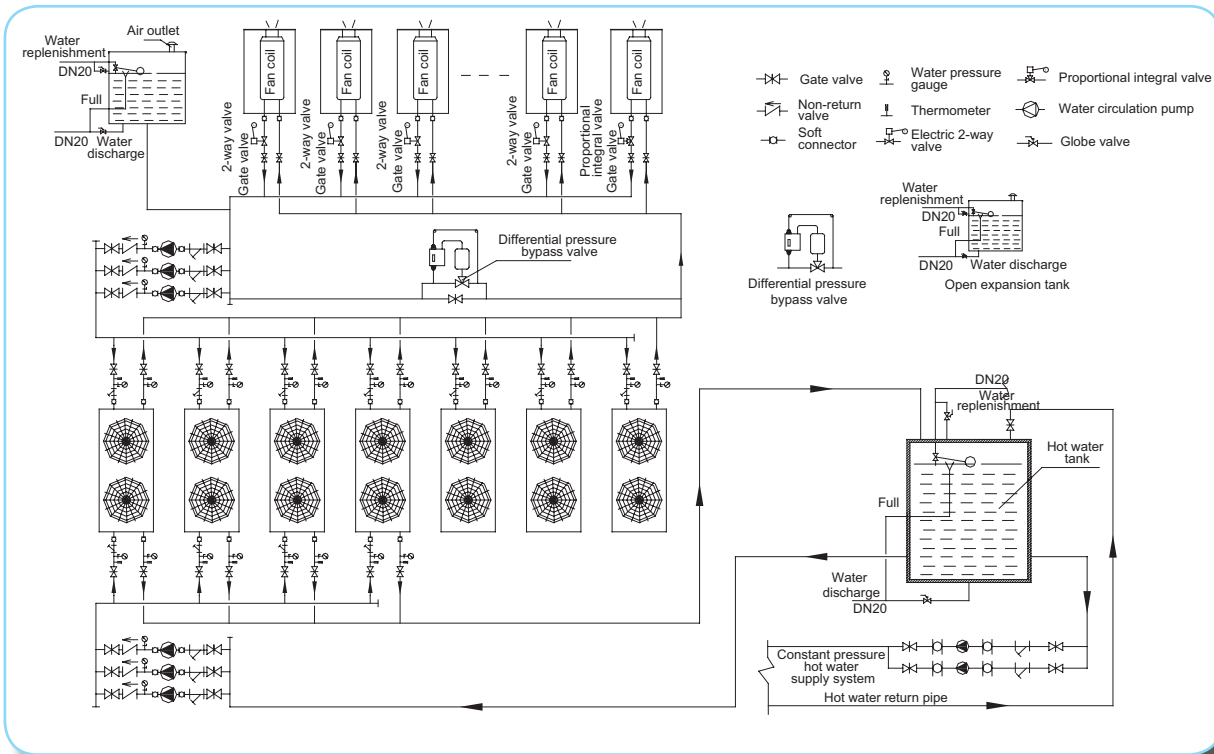 Air outlet
Water
replenishment
DN20
Full
DN20
Water
discharge
Fan coil
Fan coil
Fan coil
Fan coil
Fan coil
2-way valve
Gate valve
2-way valve
Gate valve
2-way valve
Gate valve
2-way valve
Gate valve
Proportional
integral valve
Gate valve
Gate valve
Water pressure
gauge
Proportional integral valve
Non-return
valve
Thermometer
Water circulation pump
Soft
connector
Electric 2-way
valve
Globe valve
Differential pressure
bypass valve
Differential pressure
bypass valve
Water
replenishment
DN20
Full
DN20
Water discharge
Open expansion tank
DN20
Water
replenishment
Hot water
tank
Full
Water
discharge
DN20
Constant pressure
hot water
supply system
Hot water return pipe